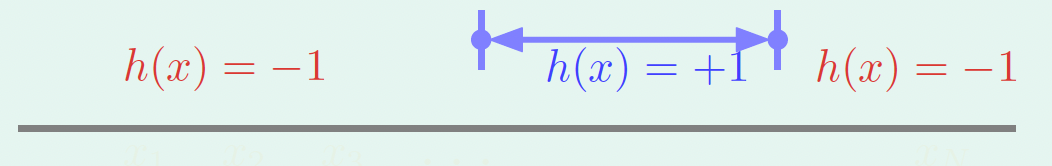 h(x) = −1 h(x) = +1 h(x) = −1